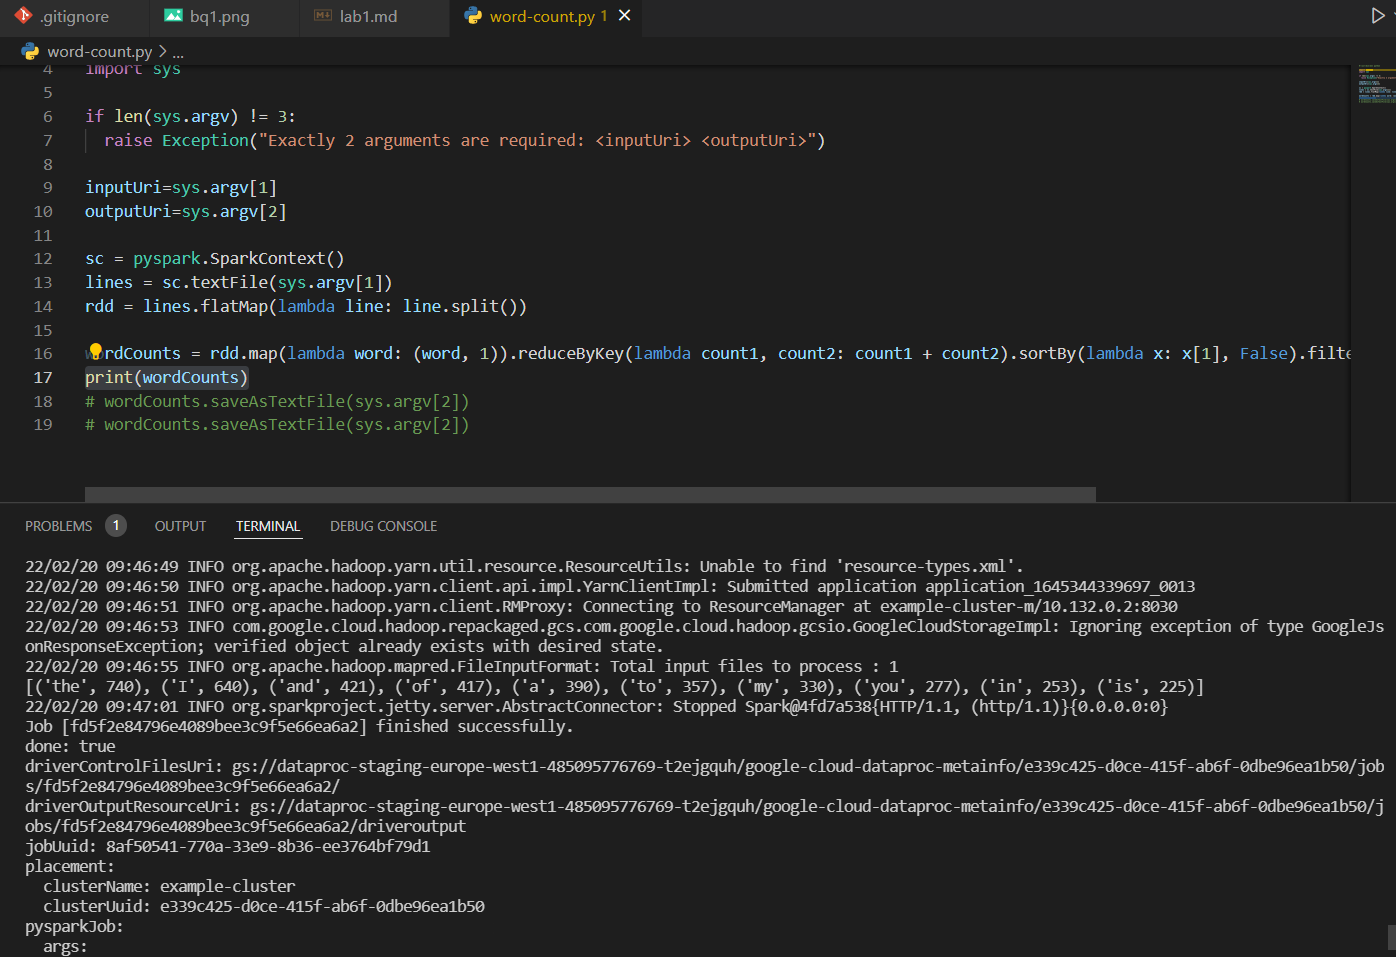 .gitignore bq1.png lab1.md word-count.py 1
word-count.py > ...
4 import sys
5
6 if len(sys.argv) != 3:
7 raise Exception("Exactly 2 arguments are required: <inputUri> <outputUri>")
8
9 inputUri=sys.argv[1]
10 outputUri=sys.argv[2]
11
12 sc = pyspark.SparkContext()
13 lines = sc.textFile(sys.argv[1])
14 rdd = lines.flatMap(lambda line: line.split())
15
16 wordCounts = rdd.map(lambda word: (word, 1)).reduceByKey(lambda count1, count2: count1 + count2).sortBy(lambda x: x[1], False).filte
17 print(wordCounts)
18 # wordCounts.saveAsTextFile(sys.argv[2])
19 # wordCounts.saveAsTextFile(sys.argv[2])
PROBLEMS 1 OUTPUT TERMINAL DEBUG CONSOLE
22/02/20 09:46:49 INFO org.apache.hadoop.yarn.util.resource.ResourceUtils: Unable to find 'resource-types.xml'.
22/02/20 09:46:50 INFO org.apache.hadoop.yarn.client.api.impl.YarnClientImpl: Submitted application application_1645344339697_0013
22/02/20 09:46:51 INFO org.apache.hadoop.yarn.client.RMProxy: Connecting to ResourceManager at example-cluster-m/10.132.0.2:8030
22/02/20 09:46:53 INFO com.google.cloud.hadoop.repackaged.gcs.com.google.cloud.hadoop.gcsio.GoogleCloudStorageImpl: Ignoring exception of type GoogleJs
onResponseException; verified object already exists with desired state.
22/02/20 09:46:55 INFO org.apache.hadoop.mapred.FileInputFormat: Total input files to process : 1
[('the', 740), ('I', 640), ('and', 421), ('of', 417), ('a', 390), ('to', 357), ('my', 330), ('you', 277), ('in', 253), ('is', 225)]
22/02/20 09:47:01 INFO org.sparkproject.jetty.server.AbstractConnector: Stopped Spark@4fd7a538{HTTP/1.1, (http/1.1)}{0.0.0.0:0}
Job [fd5f2e84796e4089bee3c9f5e66ea6a2] finished successfully.
done: true
driverControlFilesUri: gs://dataproc-staging-europe-west1-485095776769-t2ejgquh/google-cloud-dataproc-metainfo/e339c425-d0ce-415f-ab6f-0dbe96ea1b50/job
s/fd5f2e84796e4089bee3c9f5e66ea6a2/
driverOutputResourceUri: gs://dataproc-staging-europe-west1-485095776769-t2ejgquh/google-cloud-dataproc-metainfo/e339c425-d0ce-415f-ab6f-0dbe96ea1b50/j
obs/fd5f2e84796e4089bee3c9f5e66ea6a2/driveroutput
jobUuid: 8af50541-770a-33e9-8b36-ee3764bf79d1
placement:
clusterName: example-cluster
clusterUuid: e339c425-d0ce-415f-ab6f-0dbe96ea1b50
pysparkJob:
args: